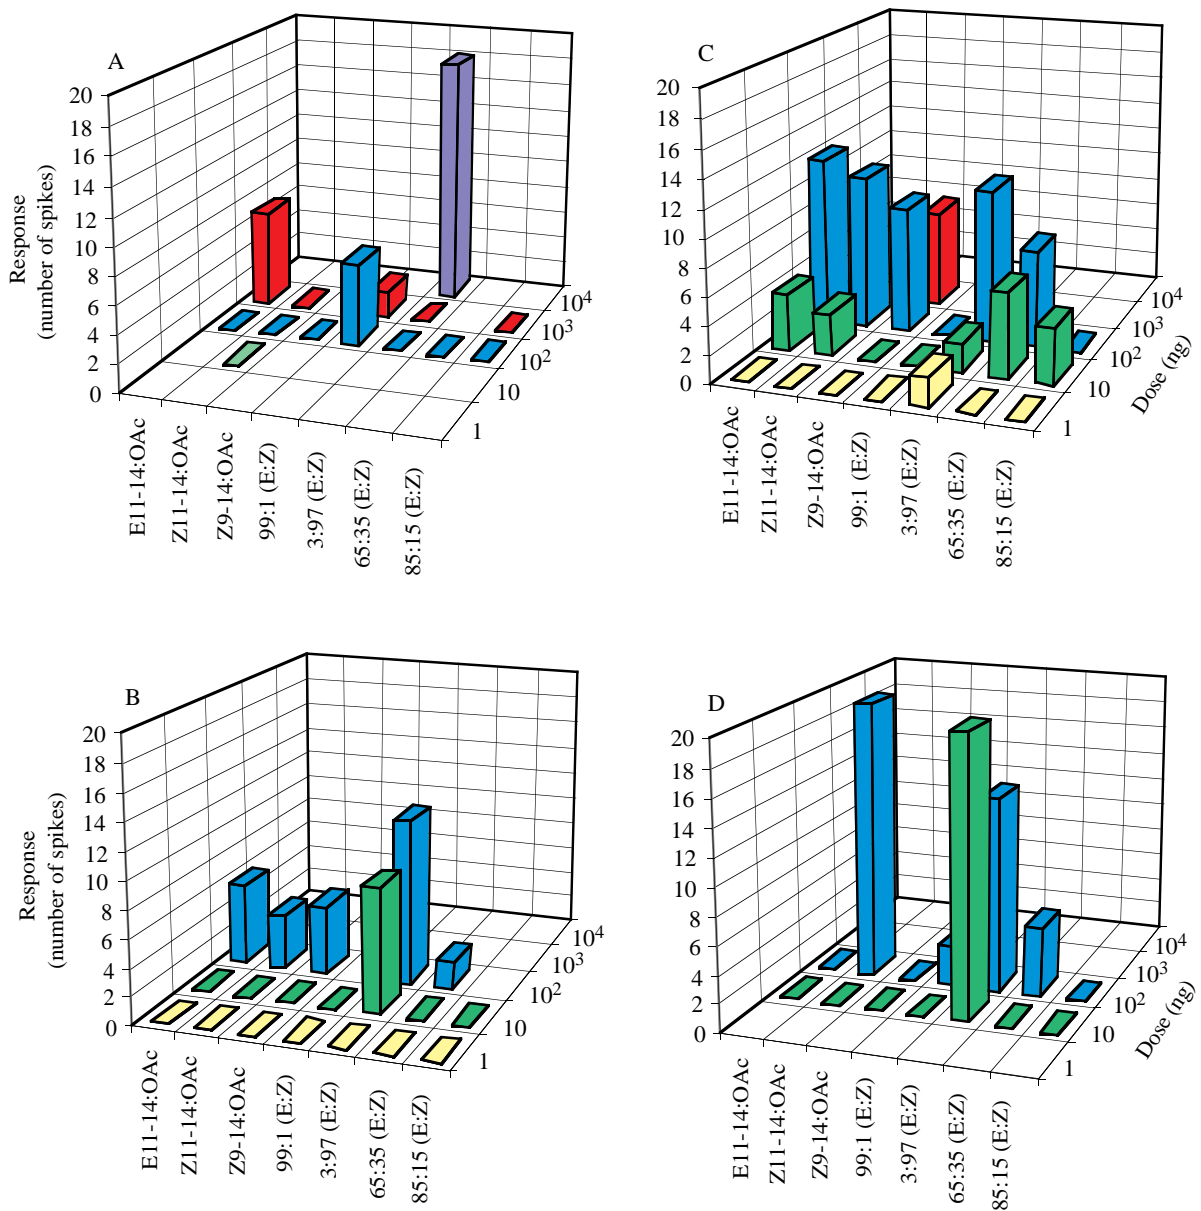 A
Response
(number of spikes)
20
18
16
14
12
10
8
6
4
2
0
E11-14:OAc
Z11-14:OAc
Z9-14:OAc
99:1 (E:Z)
3:97 (E:Z)
65:35 (E:Z)
85:15 (E:Z)
10⁴
10³
10²
10
1
C
20
18
16
14
12
10
8
6
4
2
0
E11-14:OAc
Z11-14:OAc
Z9-14:OAc
99:1 (E:Z)
3:97 (E:Z)
65:35 (E:Z)
85:15 (E:Z)
10⁴
10³
10²
10
1
Dose (ng)
B
Response
(number of spikes)
20
18
16
14
12
10
8
6
4
2
0
E11-14:OAc
Z11-14:OAc
Z9-14:OAc
99:1 (E:Z)
3:97 (E:Z)
65:35 (E:Z)
85:15 (E:Z)
10⁴
10³
10²
10
1
D
20
18
16
14
12
10
8
6
4
2
0
E11-14:OAc
Z11-14:OAc
Z9-14:OAc
99:1 (E:Z)
3:97 (E:Z)
65:35 (E:Z)
85:15 (E:Z)
10⁴
10³
10²
10
1
Dose (ng)